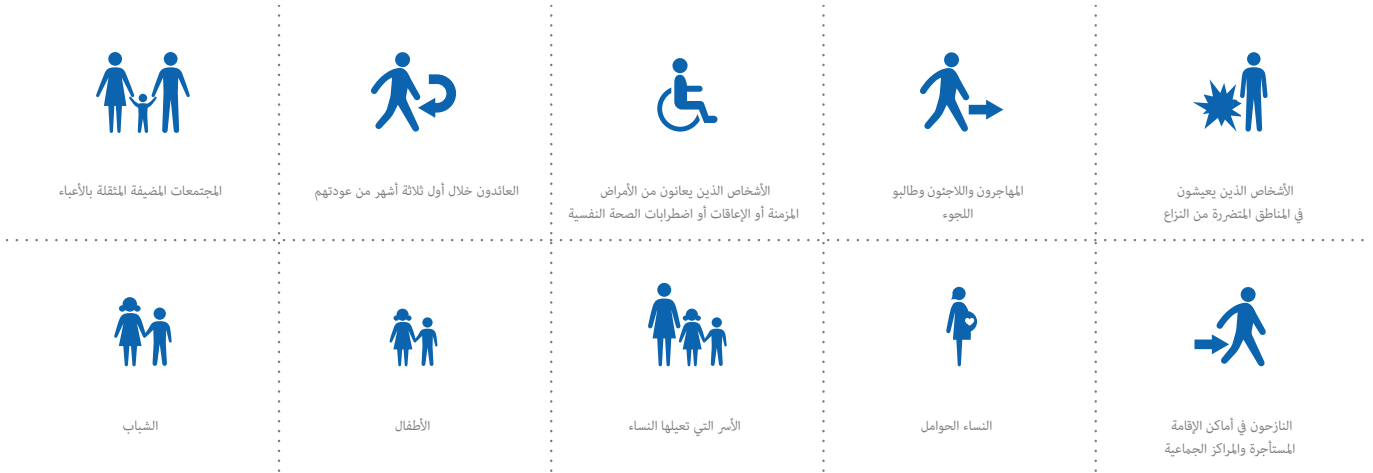 الأشخاص الذين يعيشون
في المناطق المتضررة من النزاع
المهاجرون واللاجئون وطالبو
اللجوء
الأشخاص الذين يعانون من الأمراض
المزمنة أو الإعاقات أو اضطرابات الصحة النفسية
العائدون خلال أول ثلاثة أشهر من عودتهم
المجتمعات المضيفة المثقلة بالأعباء
النازحون في أماكن الإقامة
المستأجرة والمراكز الجماعية
النساء الحوامل
الأسر التي تعيلها النساء
الأطفال
الشباب